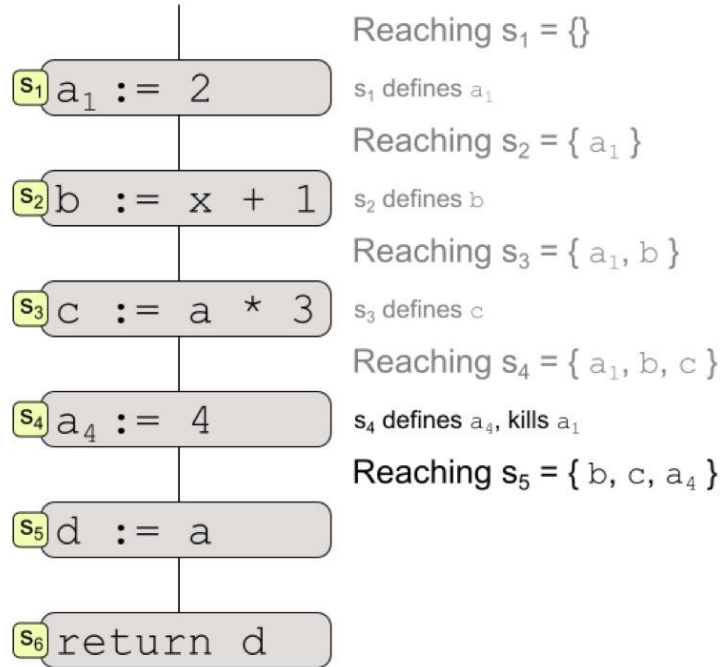 Reaching s₁ = {}
s₁ a₁ := 2
s₁ defines a₁
Reaching s₂ = { a₁ }
s₂ b := x + 1
s₂ defines b
Reaching s₃ = { a₁, b }
s₃ c := a * 3
s₃ defines c
Reaching s₄ = { a₁, b, c }
s₄ a₄ := 4
s₄ defines a₄, kills a₁
Reaching s₅ = { b, c, a₄ }
s₅ d := a
s₆ return d